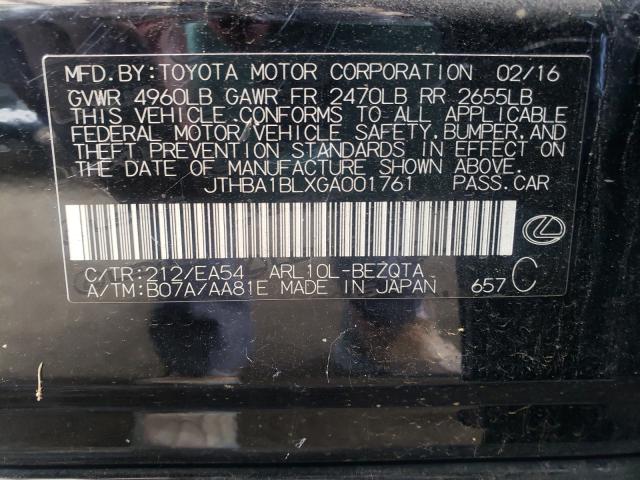 MFD.BY:TOYOTA MOTOR CORPORATION 02/16
GVWR 4960LB GAWR FR 2470LB RR 2655LB
THIS VEHICLE CONFORMS TO ALL APPLICABLE
FEDERAL MOTOR VEHICLE SAFETY, BUMPER, AND
THEFT PREVENTION STANDARDS IN EFFECT ON
THE DATE OF MANUFACTURE SHOWN ABOVE.
JTHBA1BLXGA001761 PASS.CAR
C/TR:212/EA54 ARL10L-BEZQTA
A/TM:B07A/AA81E MADE IN JAPAN 657 C